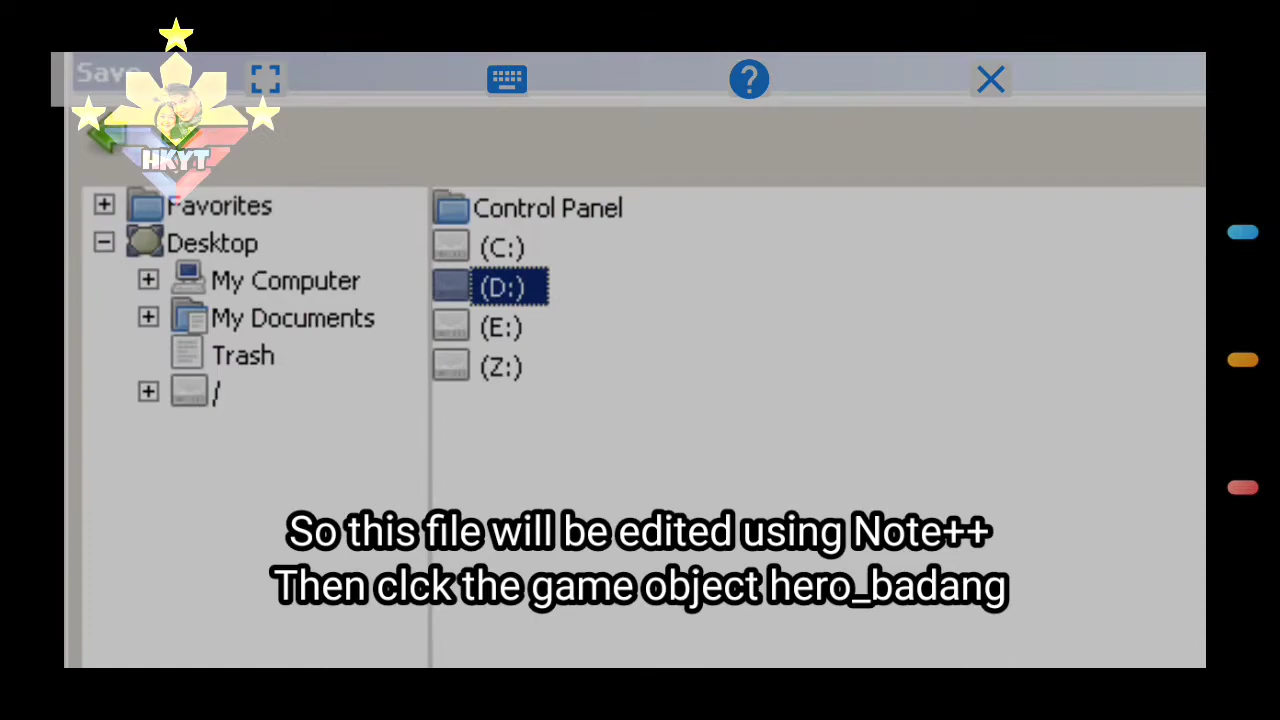 Save
HKYT
Favorites
Desktop
My Computer
My Documents
Trash
/
Control Panel
(C:)
(D:)
(E:)
(Z:)
So this file will be edited using Note++
Then clck the game object hero_badang